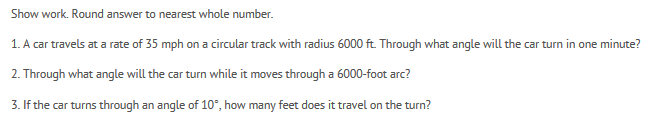 Show work. Round answer to nearest whole number.
1. A car travels at a rate of 35 mph on a circular track with radius 6000 ft. Through what angle will the car turn in one minute?
2. Through what angle will the car turn while it moves through a 6000-foot arc?
3. If the car turns through an angle of 10°, how many feet does it travel on the turn?